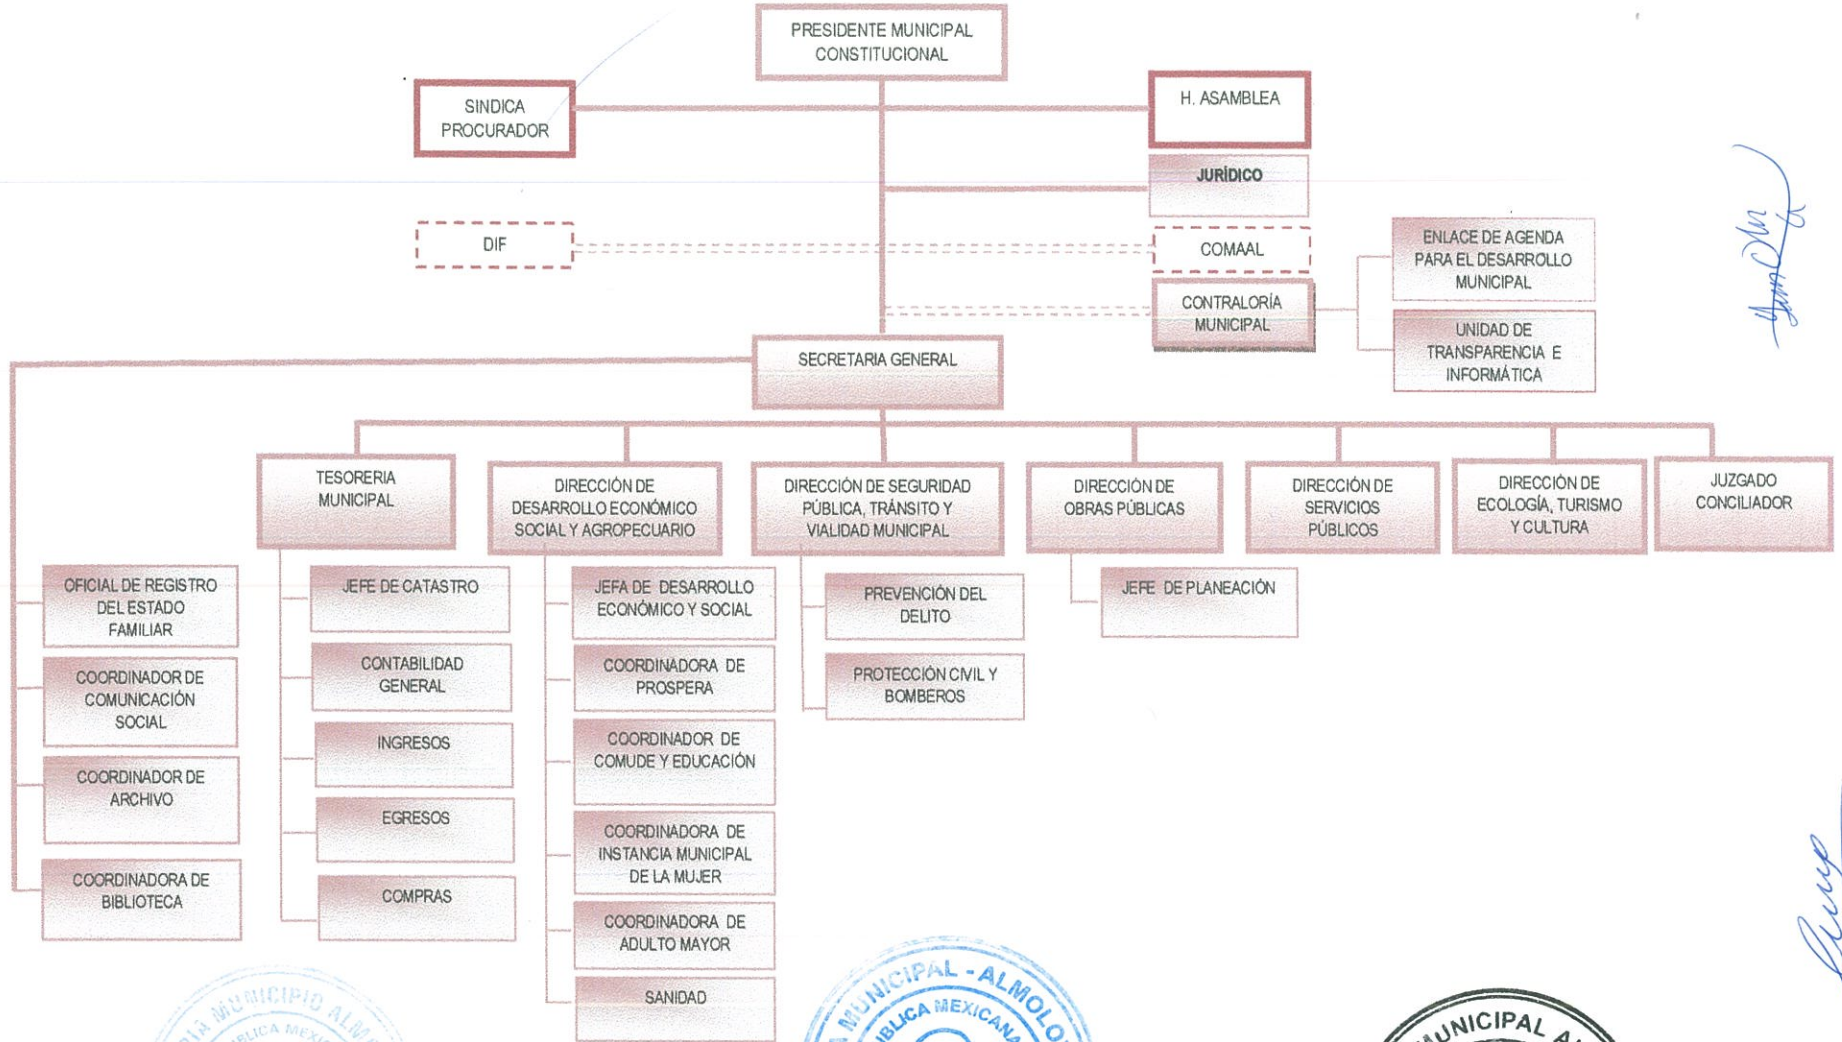 PRESIDENTE MUNICIPAL
CONSTITUCIONAL
SINDICA
PROCURADOR
H. ASAMBLEA
JURÍDICO
DIF
COMAAL
CONTRALORÍA
MUNICIPAL
ENLACE DE AGENDA
PARA EL DESARROLLO
MUNICIPAL
UNIDAD DE
TRANSPARENCIA E
INFORMÁTICA
SECRETARIA GENERAL
TESORERIA
MUNICIPAL
DIRECCIÓN DE
DESARROLLO ECONÓMICO
SOCIAL Y AGROPECUARIO
DIRECCIÓN DE SEGURIDAD
PÚBLICA, TRÁNSITO Y
VIALIDAD MUNICIPAL
DIRECCIÓN DE
OBRAS PÚBLICAS
DIRECCIÓN DE
SERVICIOS
PÚBLICOS
DIRECCIÓN DE
ECOLOGÍA, TURISMO
Y CULTURA
JUZGADO
CONCILIADOR
OFICIAL DE REGISTRO
DEL ESTADO
FAMILIAR
COORDINADOR DE
COMUNICACIÓN
SOCIAL
COORDINADOR DE
ARCHIVO
COORDINADORA DE
BIBLIOTECA
JEFE DE CATASTRO
CONTABILIDAD
GENERAL
INGRESOS
EGRESOS
COMPRAS
JEFA DE DESARROLLO
ECONÓMICO Y SOCIAL
COORDINADORA DE
PROSPERA
COORDINADOR DE
COMUDE Y EDUCACIÓN
COORDINADORA DE
INSTANCIA MUNICIPAL
DE LA MUJER
COORDINADORA DE
ADULTO MAYOR
SANIDAD
PREVENCIÓN DEL
DELITO
PROTECCIÓN CIVIL Y
BOMBEROS
JEFE DE PLANEACIÓN
MUNICIPIO
MUNICIPAL - ALMOLO
MEXICANA
MUNICIPAL